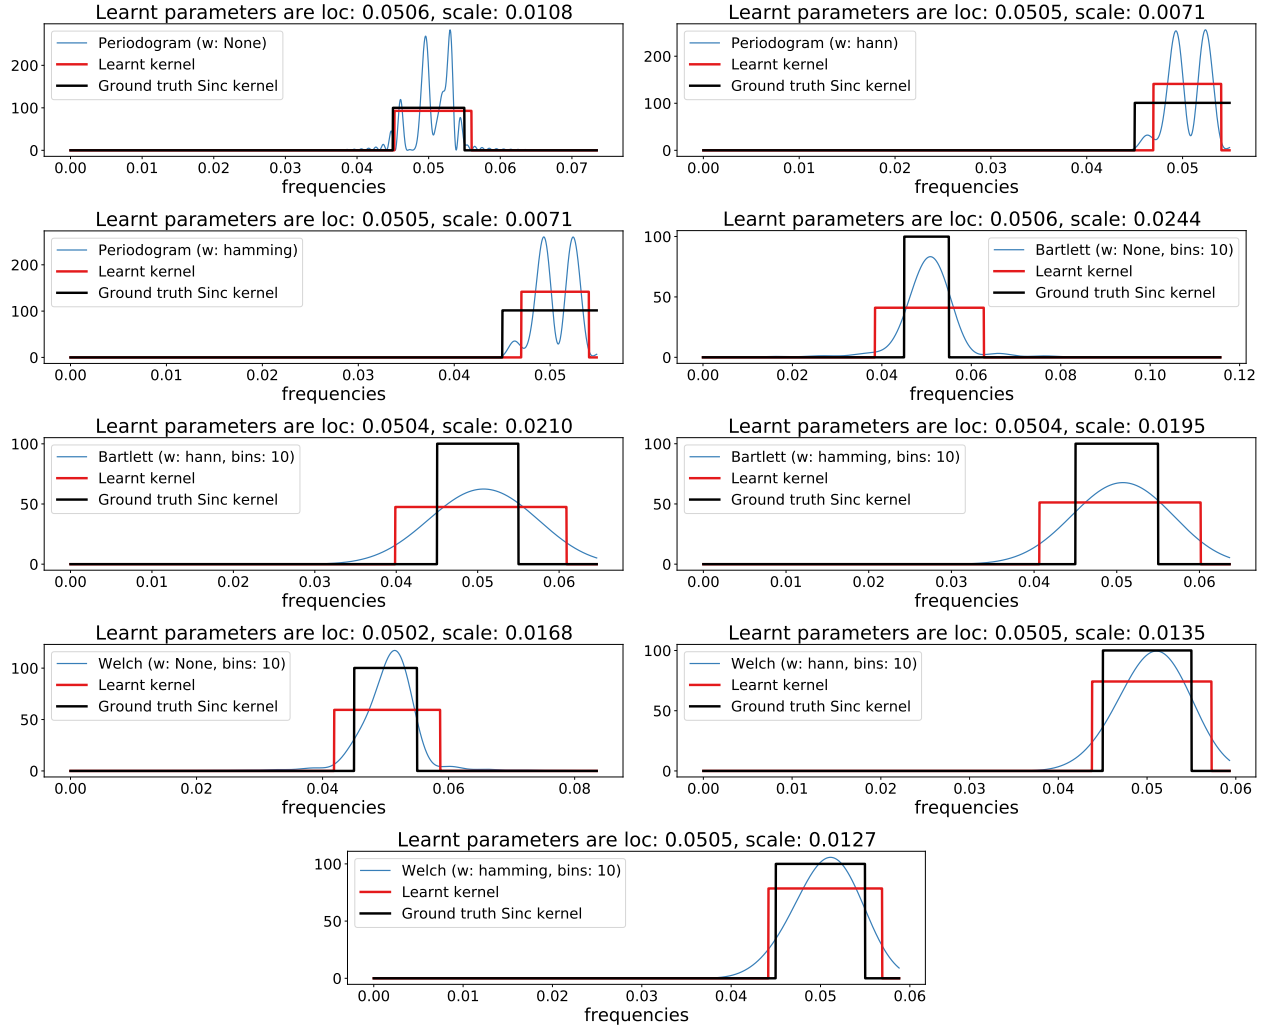 Learnt parameters are loc: 0.0506, scale: 0.0108
Periodogram (w: None)
Learnt kernel
Ground truth Sinc kernel
200
100
0
0.00 0.01 0.02 0.03 0.04 0.05 0.06 0.07
frequencies
Learnt parameters are loc: 0.0505, scale: 0.0071
Periodogram (w: hann)
Learnt kernel
Ground truth Sinc kernel
200
100
0
0.00 0.01 0.02 0.03 0.04 0.05
frequencies
Learnt parameters are loc: 0.0505, scale: 0.0071
Periodogram (w: hamming)
Learnt kernel
Ground truth Sinc kernel
200
100
0
0.00 0.01 0.02 0.03 0.04 0.05
frequencies
Learnt parameters are loc: 0.0506, scale: 0.0244
Bartlett (w: None, bins: 10)
Learnt kernel
Ground truth Sinc kernel
100
50
0
0.00 0.02 0.04 0.06 0.08 0.10 0.12
frequencies
Learnt parameters are loc: 0.0504, scale: 0.0210
Bartlett (w: hann, bins: 10)
Learnt kernel
Ground truth Sinc kernel
100
50
0
0.00 0.01 0.02 0.03 0.04 0.05 0.06
frequencies
Learnt parameters are loc: 0.0504, scale: 0.0195
Bartlett (w: hamming, bins: 10)
Learnt kernel
Ground truth Sinc kernel
100
50
0
0.00 0.01 0.02 0.03 0.04 0.05 0.06
frequencies
Learnt parameters are loc: 0.0502, scale: 0.0168
Welch (w: None, bins: 10)
Learnt kernel
Ground truth Sinc kernel
100
50
0
0.00 0.02 0.04 0.06 0.08
frequencies
Learnt parameters are loc: 0.0505, scale: 0.0135
Welch (w: hann, bins: 10)
Learnt kernel
Ground truth Sinc kernel
100
50
0
0.00 0.01 0.02 0.03 0.04 0.05 0.06
frequencies
Learnt parameters are loc: 0.0505, scale: 0.0127
Welch (w: hamming, bins: 10)
Learnt kernel
Ground truth Sinc kernel
100
50
0
0.00 0.01 0.02 0.03 0.04 0.05 0.06
frequencies